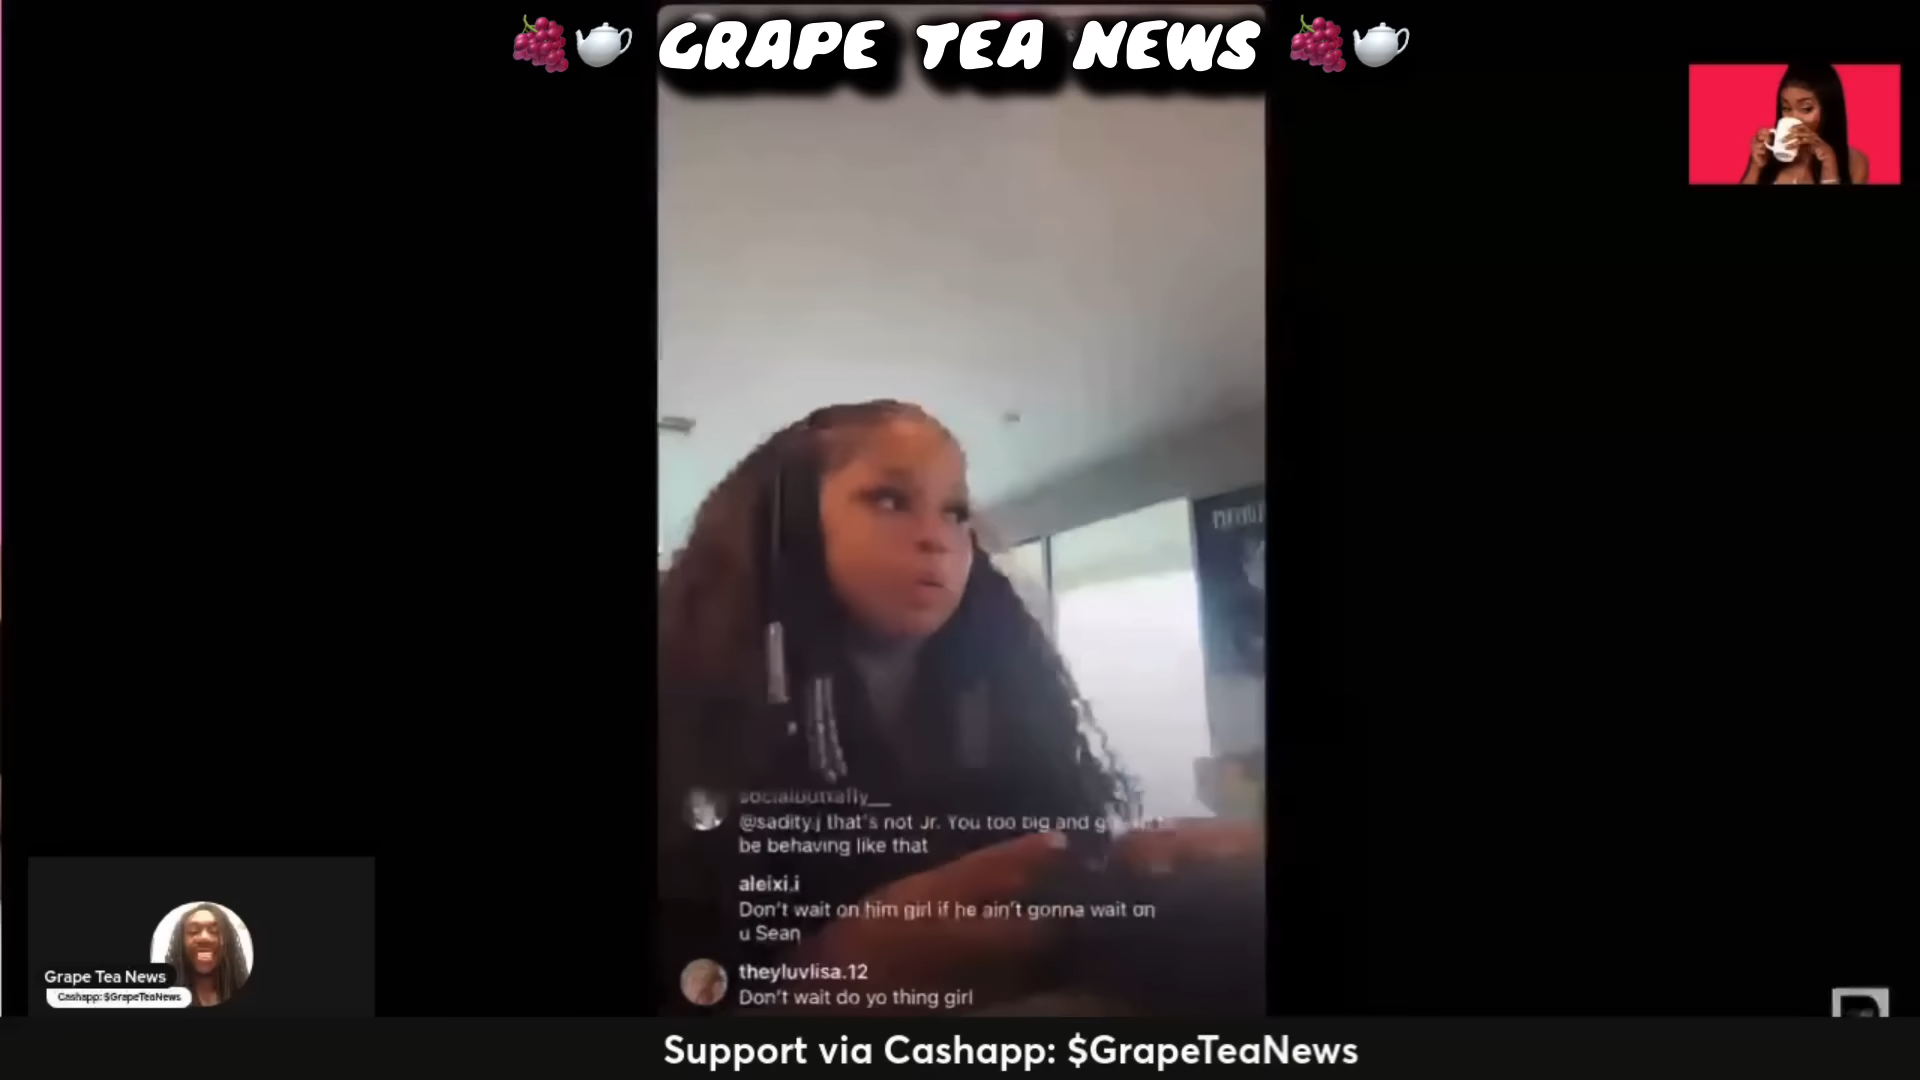 GRAPE TEA NEWS
@sadity.j that's not Jr. You too big and
be behaving like that
aleixi.i
Don't wait on him girl if he ain't gonna wait on
u Sean
theyluvlisa.12
Don't wait do yo thing girl
Grape Tea News
Cashapp: $GrapeTeaNews
Support via Cashapp: $GrapeTeaNews